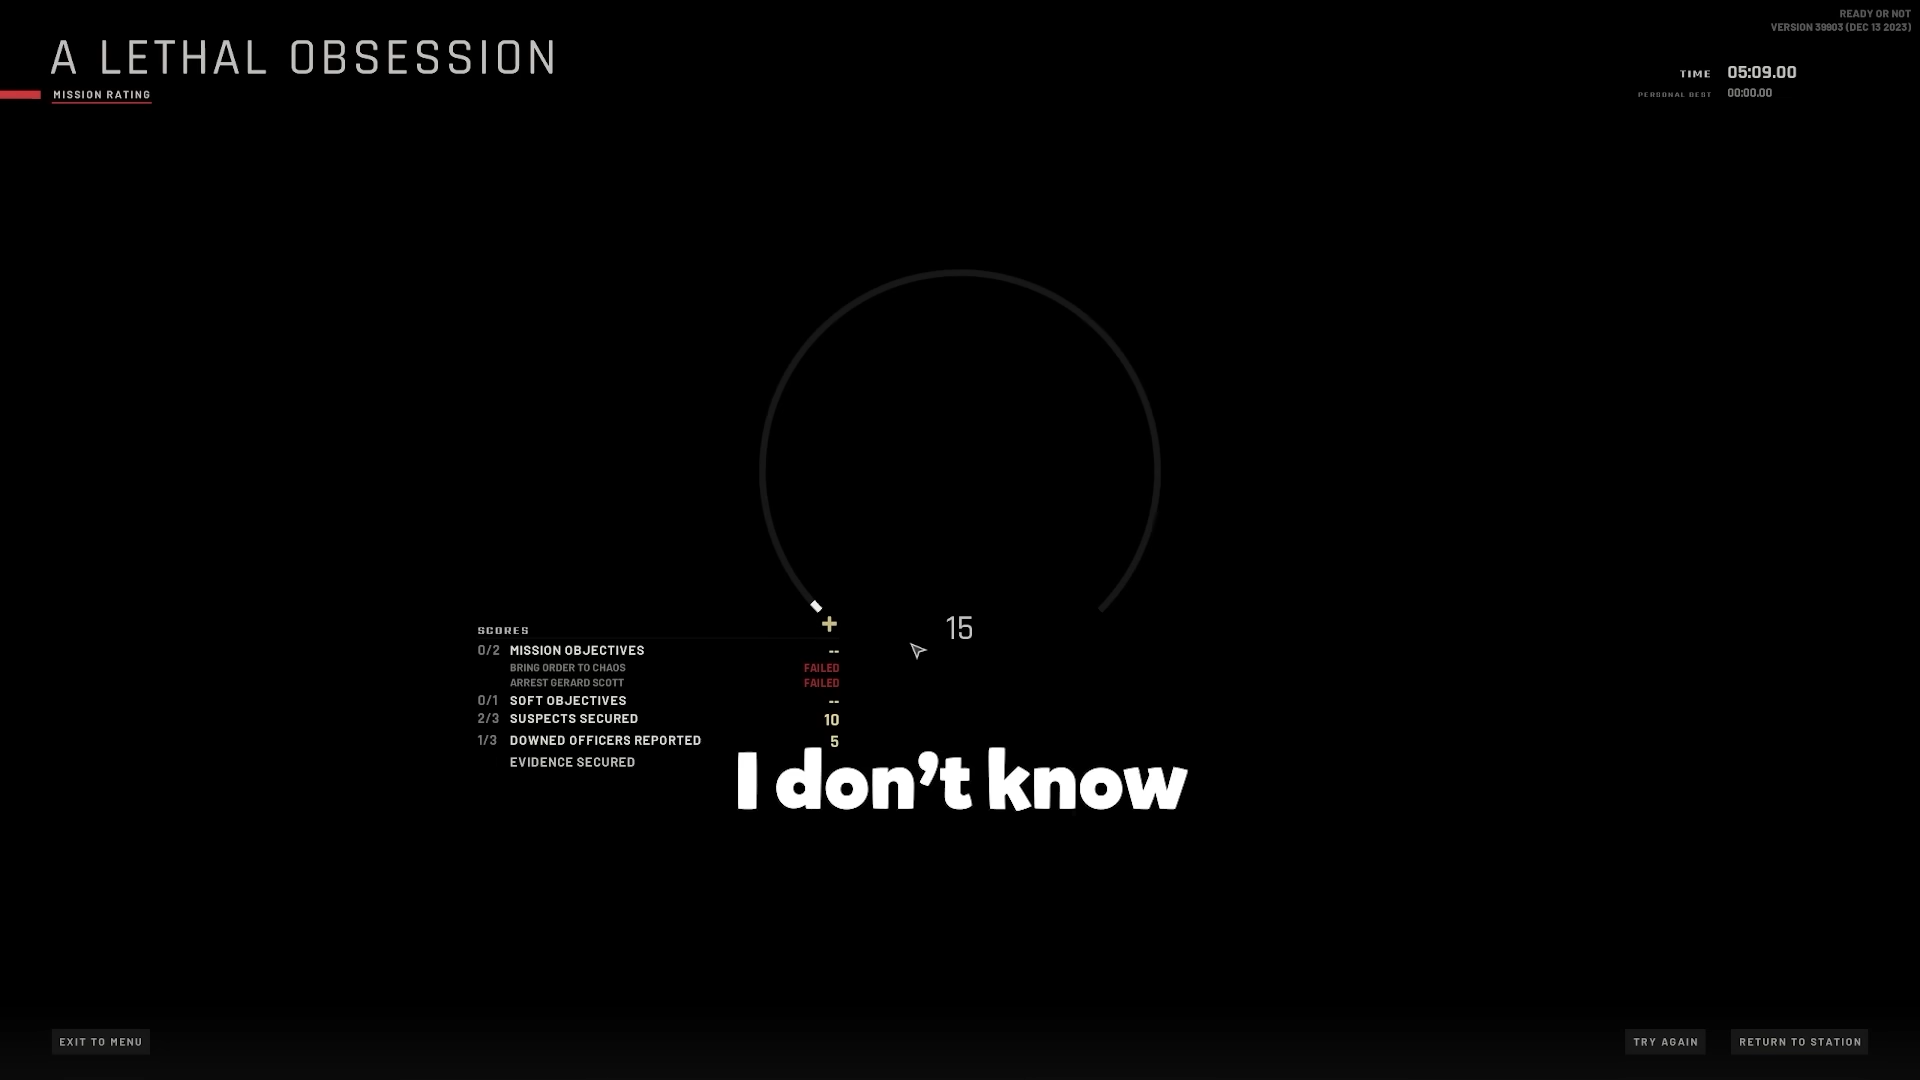 A LETHAL OBSESSION
MISSION RATING
READY OR NOT
VERSION 39903 (DEC 13 2023)
TIME 05:09.00
PERSONAL BEST 00:00.00
15
SCORES +
0/2 MISSION OBJECTIVES --
BRING ORDER TO CHAOS FAILED
ARREST GERARD SCOTT FAILED
0/1 SOFT OBJECTIVES --
2/3 SUSPECTS SECURED 10
1/3 DOWNED OFFICERS REPORTED 5
EVIDENCE SECURED
I don't know
EXIT TO MENU
TRY AGAIN
RETURN TO STATION